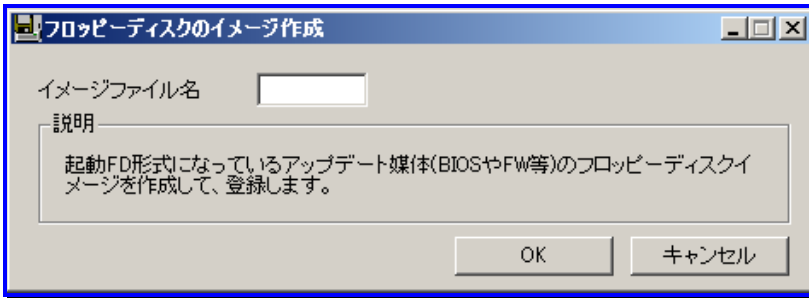 フロッピーディスクのイメージ作成
イメージファイル名
説明
起動FD形式になっているアップデート媒体(BIOSやFW等)のフロッピーディスクイ
メージを作成して、登録します。
OK
キャンセル